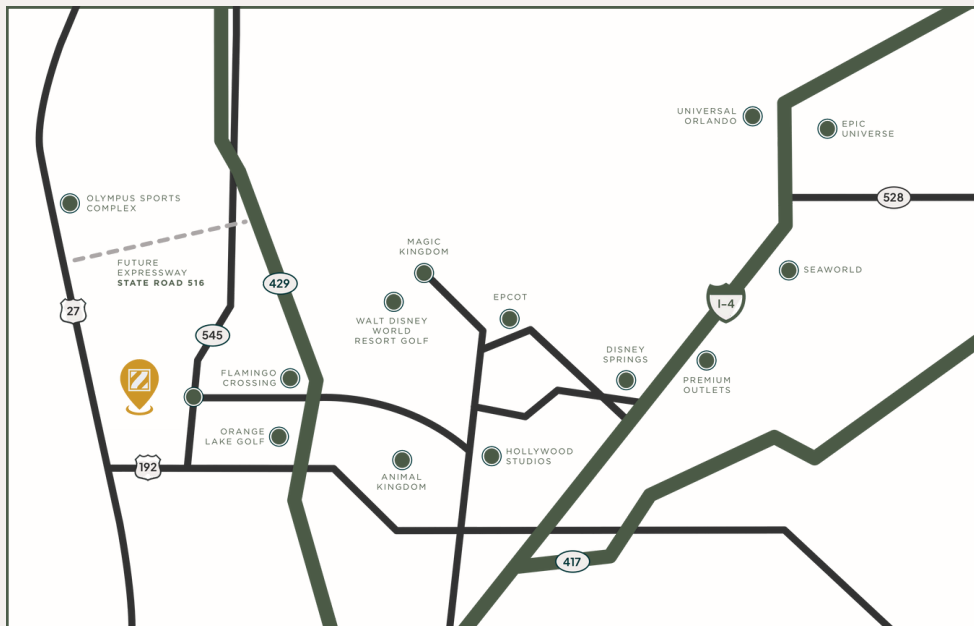 UNIVERSAL
ORLANDO
EPIC
UNIVERSE
OLYMPUS SPORTS
COMPLEX
528
MAGIC
KINGDOM
FUTURE
EXPRESSWAY
STATE ROAD 516
SEAWORLD
429
27
EPCOT
I-4
WALT DISNEY
WORLD
RESORT GOLF
545
DISNEY
SPRINGS
FLAMINGO
CROSSING
PREMIUM
OUTLETS
ORANGE
LAKE GOLF
HOLLYWOOD
STUDIOS
192
ANIMAL
KINGDOM
417